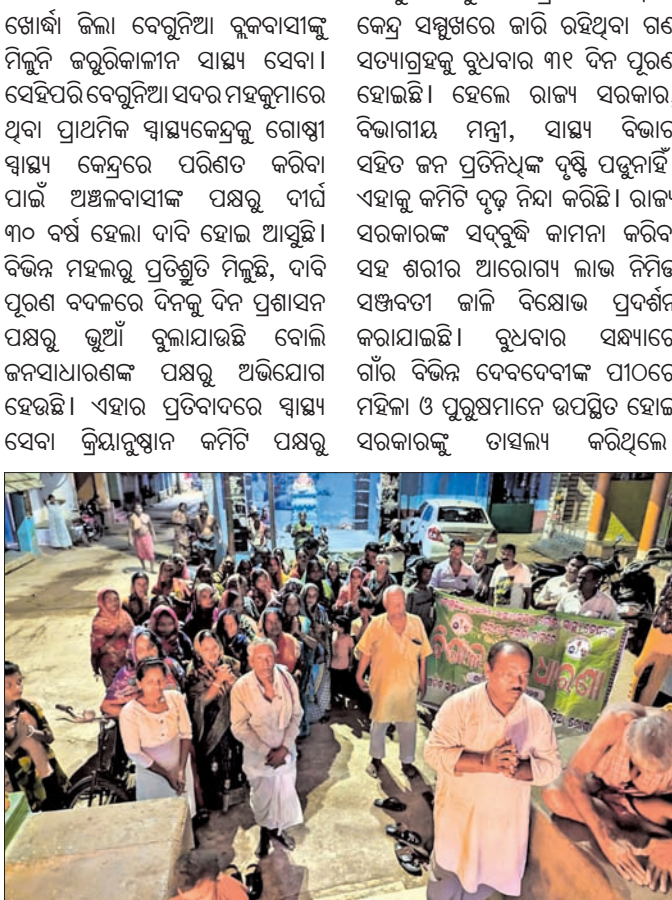 ଖୋର୍ଦ୍ଧା ଜିଲା ବେଗୁନିଆ ବ୍ଲକବାସୀଙ୍କୁ
ମିଳୁନି ଜରୁରିକାଳୀନ ସାସ୍ଥ୍ୟ ସେବା।
ସେହିପରି ବେଗୁନିଆ ସଦର ମହକୁମାରେ
ଥିବା ପ୍ରାଥମିକ ସ୍ୱାସ୍ଥ୍ୟକେନ୍ଦ୍ରକୁ ଗୋଷ୍ଠୀ
ସ୍ୱାସ୍ଥ୍ୟ କେନ୍ଦ୍ରରେ ପରିଣତ କରିବା
ପାଇଁ ଅଞ୍ଚଳବାସୀଙ୍କ ପକ୍ଷରୁ ଦୀର୍ଘ
୩୦ ବର୍ଷ ହେଲା ଦାବି ହୋଇ ଆସୁଛି।
ବିଭିନ୍ନ ମହଲରୁ ପ୍ରତିଶ୍ରୁତି ମିଳୁଛି, ଦାବି
ପୂରଣ ବଦଳରେ ଦିନକୁ ଦିନ ପ୍ରଶାସନ
ପକ୍ଷରୁ ଭୁଆଁ ବୁଲାଯାଉଛି ବୋଲି
ଜନସାଧାରଣଙ୍କ ପକ୍ଷରୁ ଅଭିଯୋଗ
ହେଉଛି। ଏହାର ପ୍ରତିବାଦରେ ସ୍ୱାସ୍ଥ୍ୟ
ସେବା କ୍ରିୟାନୁଷ୍ଠାନ କମିଟି ପକ୍ଷରୁ
କେନ୍ଦ୍ର ସମ୍ମୁଖରେ ଜାରି ରହିଥିବା ଗଣ
ସତ୍ୟାଗ୍ରହକୁ ବୁଧବାର ୩୧ ଦିନ ପୂରଣ
ହୋଇଛି। ହେଲେ ରାଜ୍ୟ ସରକାର
ବିଭାଗୀୟ ମନ୍ତ୍ରୀ, ସାସ୍ଥ୍ୟ ବିଭାଗ
ସହିତ ଜନ ପ୍ରତିନିଧିଙ୍କ ଦୃଷ୍ଟି ପଡୁନାହିଁ
ଏହାକୁ କମିଟି ଦୃଢ଼ ନିନ୍ଦା କରିଛି। ରାଜ୍ୟ
ସରକାରଙ୍କ ସଦ୍‌ବୁଦ୍ଧି କାମନା କରିବା
ସହ ଶରୀର ଆରୋଗ୍ୟ ଲାଭ ନିମିତ୍ତ
ସଞ୍ଜବତୀ ଜାଳି ବିକ୍ଷୋଭ ପ୍ରଦର୍ଶନ
କରାଯାଇଛି। ବୁଧବାର ସନ୍ଧ୍ୟାରେ
ଗାଁର ବିଭିନ୍ନ ଦେବଦେବୀଙ୍କ ପୀଠରେ
ମହିଳା ଓ ପୁରୁଷମାନେ ଉପସ୍ଥିତ ହୋଇ
ସରକାରଙ୍କୁ ତାତ୍ସଲ୍ୟ କରିଥିଲେ
ଧାରଣା